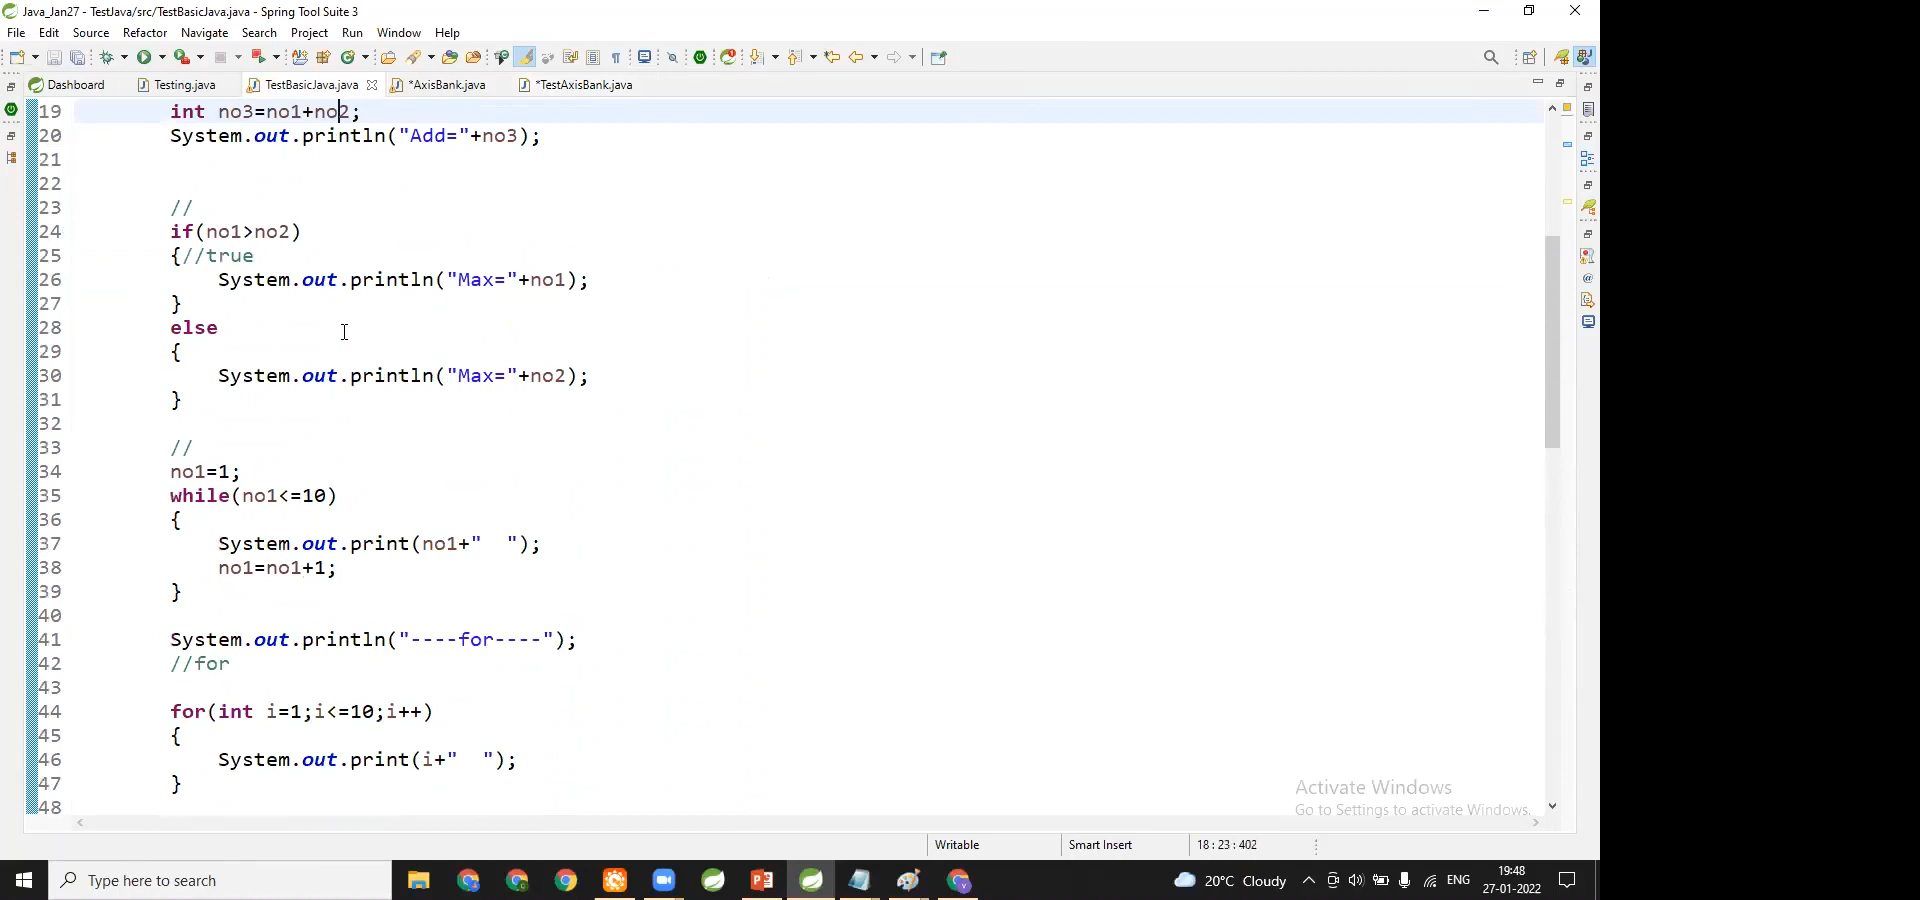 Java_Jan27 - TestJava/src/TestBasicJava.java - Spring Tool Suite 3
File Edit Source Refactor Navigate Search Project Run Window Help
Dashboard Testing.java TestBasicJava.java *AxisBank.java *TestAxisBank.java
19 int no3=no1+no2;
20 System.out.println("Add="+no3);
21
22
23 //
24 if(no1>no2)
25 {//true
26 System.out.println("Max="+no1);
27 }
28 else
29 {
30 System.out.println("Max="+no2);
31 }
32
33 //
34 no1=1;
35 while(no1<=10)
36 {
37 System.out.print(no1+"  ");
38 no1=no1+1;
39 }
40
41 System.out.println("----for----");
42 //for
43
44 for(int i=1;i<=10;i++)
45 {
46 System.out.print(i+"  ");
47 }
48
Activate Windows
Go to Settings to activate Windows.
Writable Smart Insert 18 : 23 : 402
Type here to search
20°C Cloudy ENG 19:48
27-01-2022